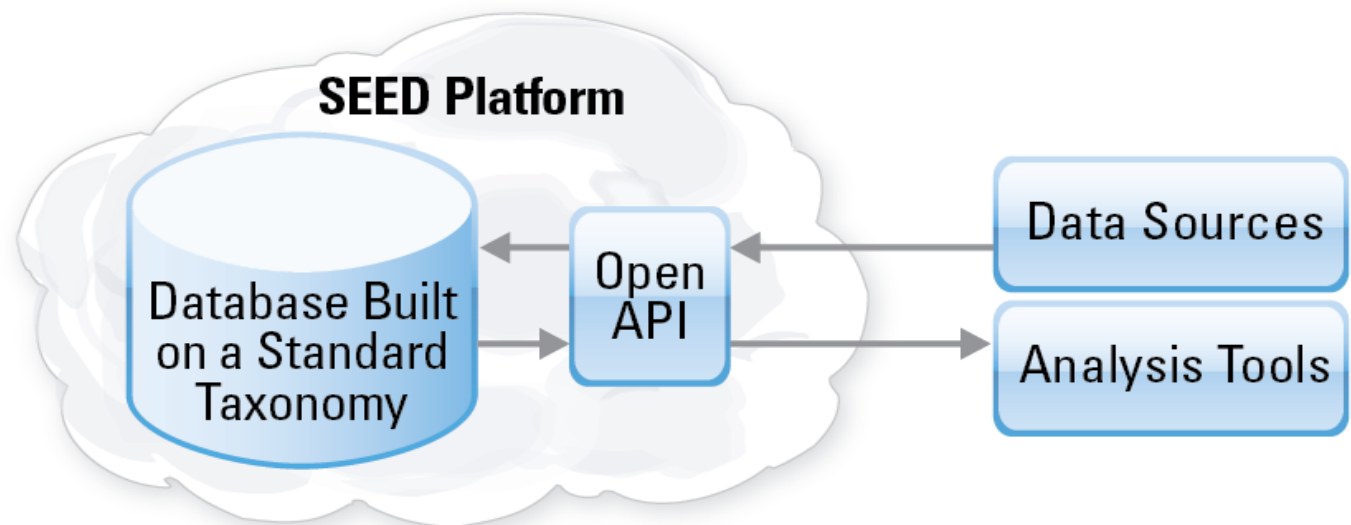 SEED Platform
Database Built
on a Standard
Taxonomy
Open
API
Data Sources
Analysis Tools